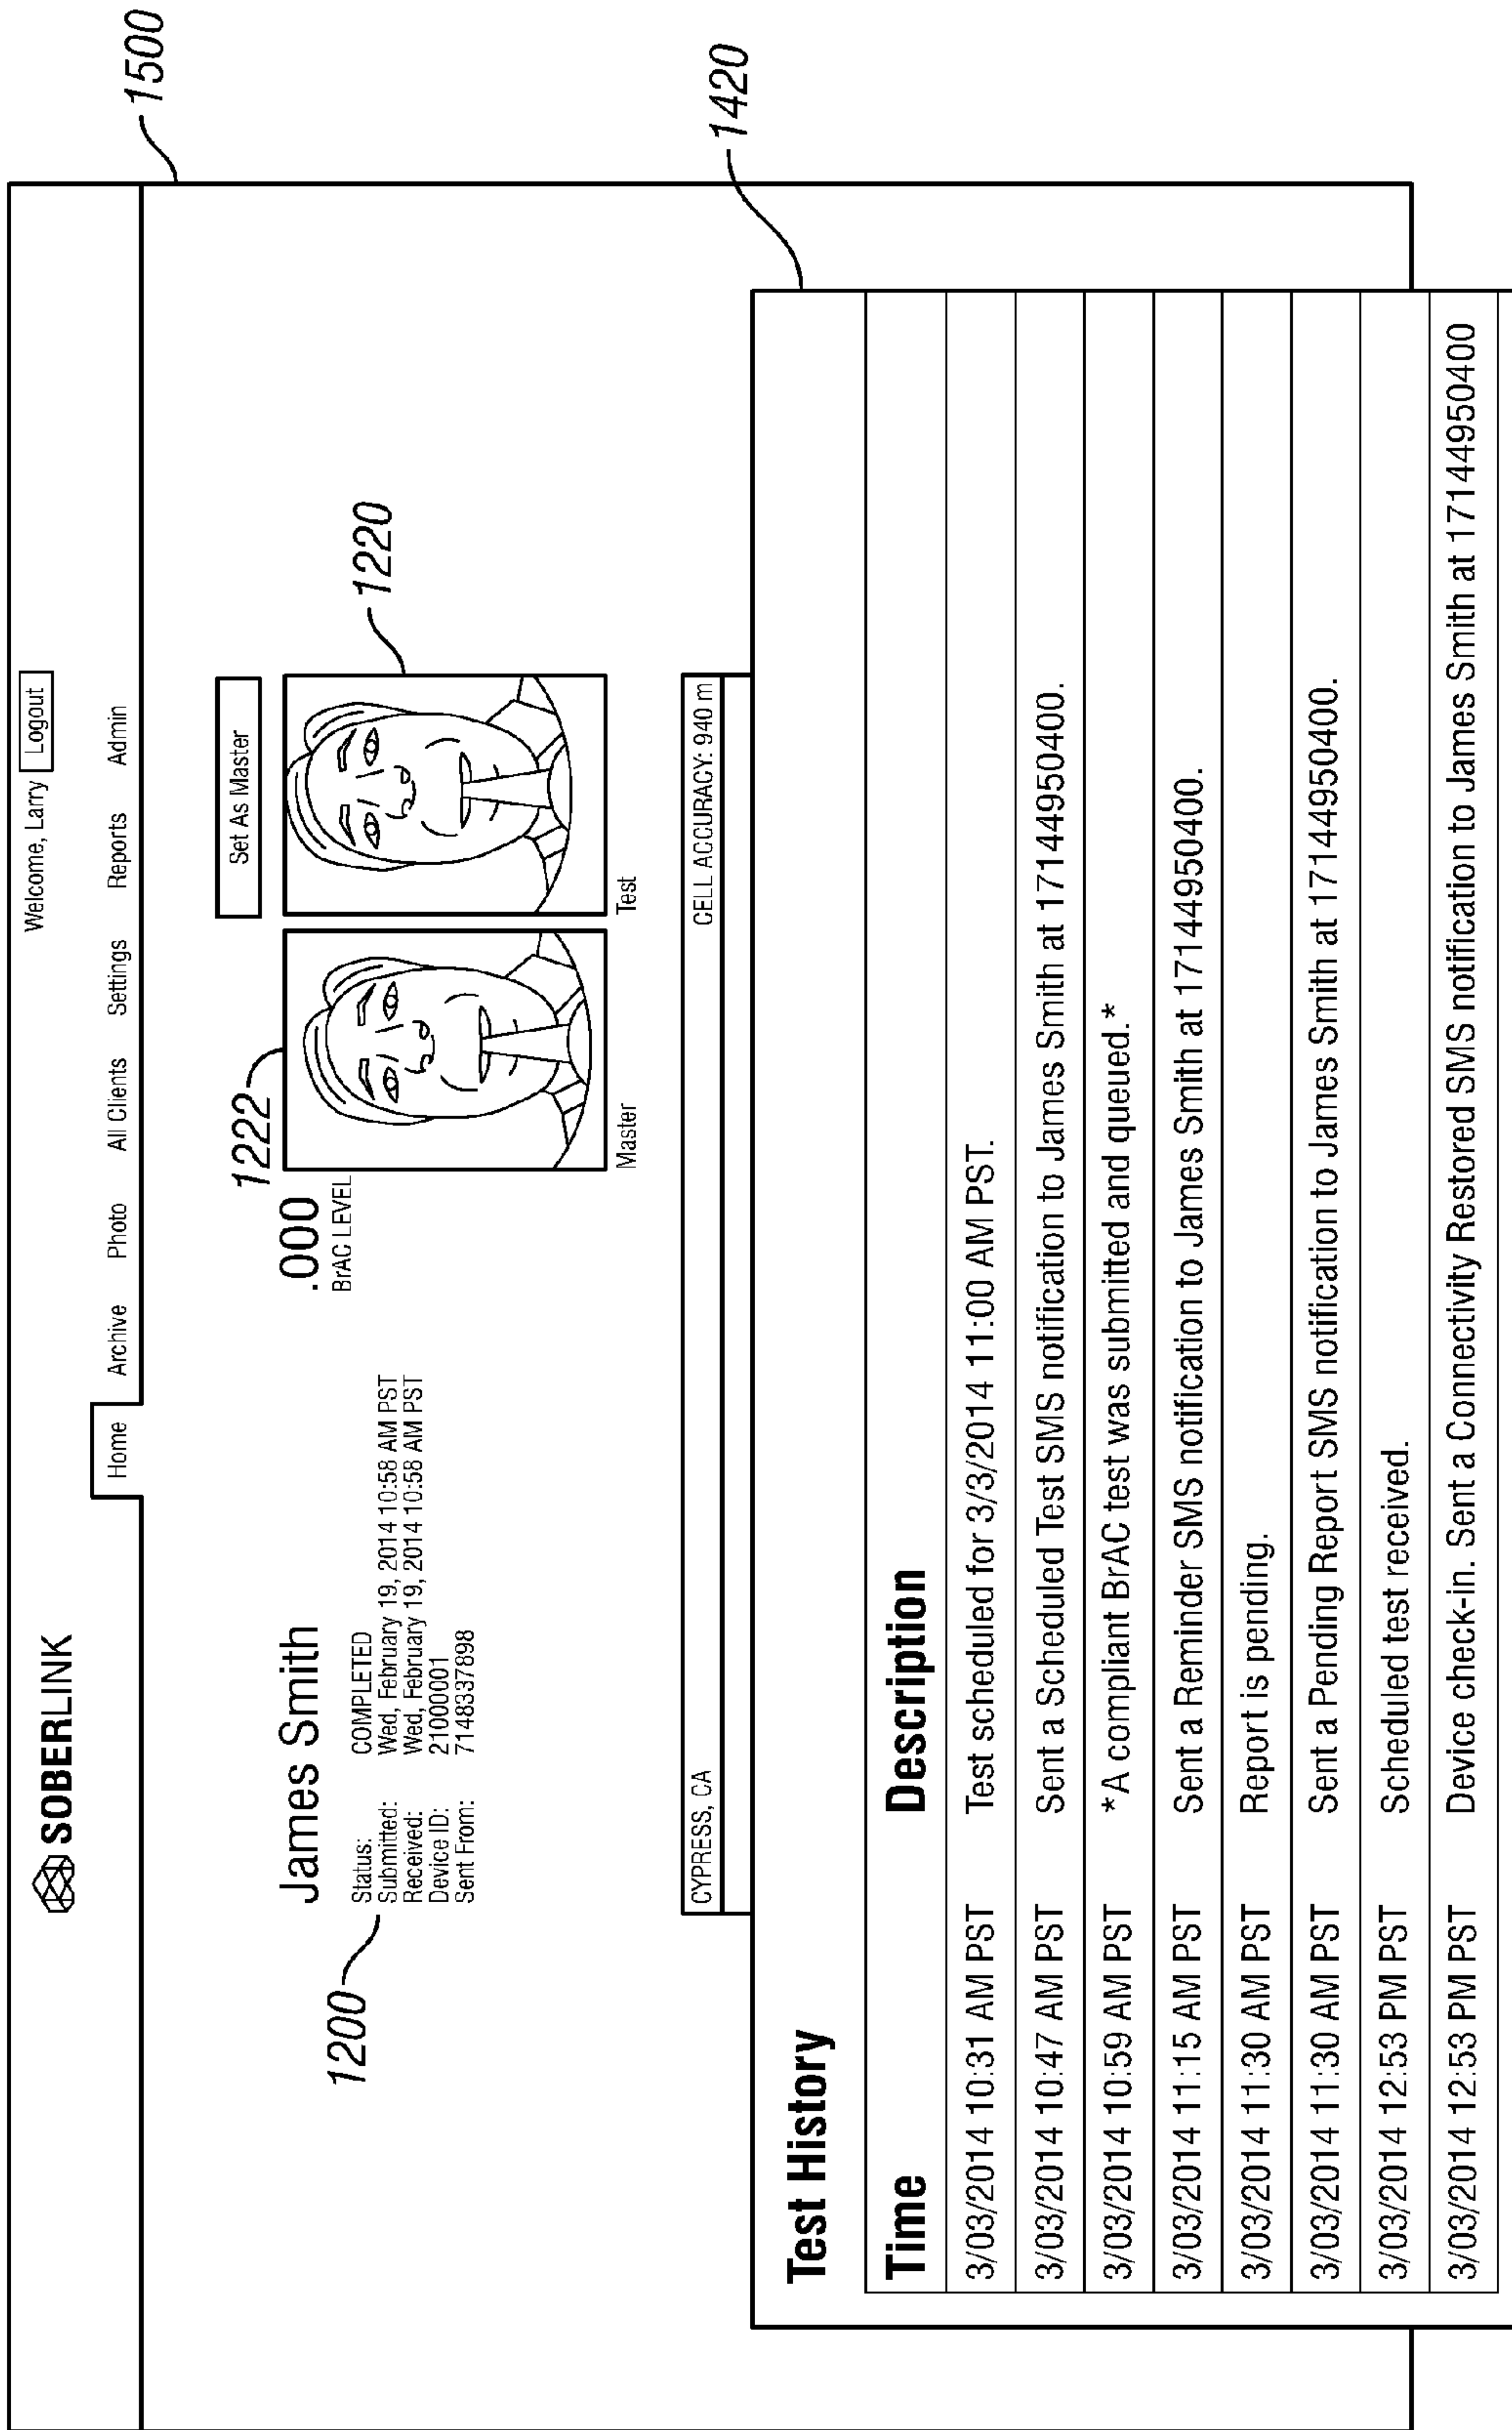 SOBERLINK
Welcome, Larry Logout
Home Archive Photo All Clients Settings Reports Admin
1500
Set As Master
James Smith
.000
BrAC LEVEL
1222
1220
1200
Status: COMPLETED
Submitted: Wed, February 19, 2014 10:58 AM PST
Received: Wed, February 19, 2014 10:58 AM PST
Device ID: 21000001
Sent From: 7148337898
Master
Test
CYPRESS, CA CELL ACCURACY: 940 m
1420
Test History
Time Description
3/03/2014 10:31 AM PST Test scheduled for 3/3/2014 11:00 AM PST.
3/03/2014 10:47 AM PST Sent a Scheduled Test SMS notification to James Smith at 17144950400.
3/03/2014 10:59 AM PST *A compliant BrAC test was submitted and queued.*
3/03/2014 11:15 AM PST Sent a Reminder SMS notification to James Smith at 17144950400.
3/03/2014 11:30 AM PST Report is pending.
3/03/2014 11:30 AM PST Sent a Pending Report SMS notification to James Smith at 17144950400.
3/03/2014 12:53 PM PST Scheduled test received.
3/03/2014 12:53 PM PST Device check-in. Sent a Connectivity Restored SMS notification to James Smith at 17144950400